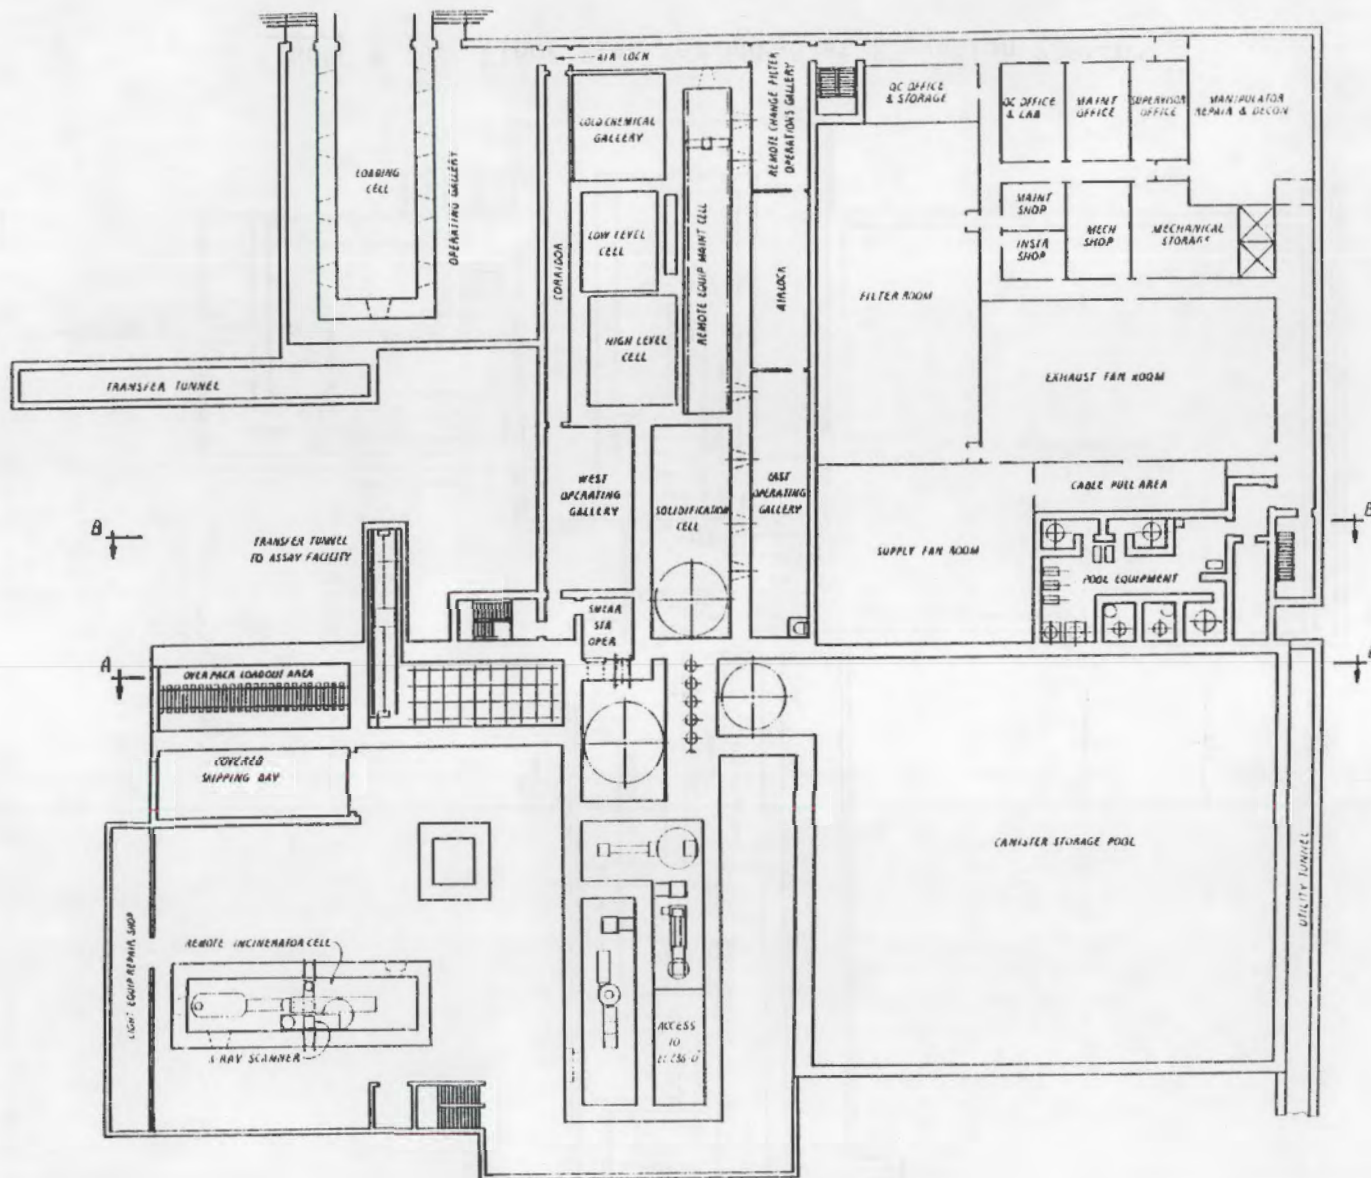 AIR LOCK
COLD CHEMICAL
GALLERY
LOADING
CELL
OPERATING GALLERY
REMOTE CHANGE FILTER
OPERATIONS GALLERY
QC OFFICE
& STORAGE
QC OFFICE
& LAB
MAINT
OFFICE
SUPERVISOR
OFFICE
MANIPULATOR
REPAIR & DECON
LOW LEVEL
CELL
CORRIDOR
REMOTE EQUIP MAINT CELL
AIRLOCK
MAINT
SHOP
INSTR
SHOP
MECH
SHOP
MECHANICAL
STORAGE
FILTER ROOM
HIGH LEVEL
CELL
TRANSFER TUNNEL
EXHAUST FAN ROOM
WEST
OPERATING
GALLERY
SOLIDIFICATION
CELL
EAST
OPERATING
GALLERY
CABLE PULL AREA
B
B
TRANSFER TUNNEL
TO ASSAY FACILITY
SUPPLY FAN ROOM
POOL EQUIPMENT
SMEAR
STA
OPER
A
A
OVERPACK LOADOUT AREA
COVERED
SHIPPING BAY
CANISTER STORAGE POOL
UTILITY TUNNEL
LIGHT EQUIP REPAIR SHOP
REMOTE INCINERATOR CELL
X-RAY SCANNER
ACCESS
TO